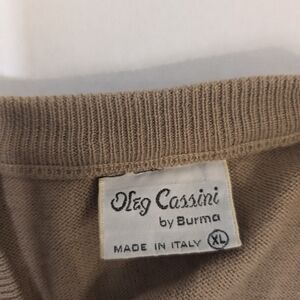 Oleg Cassini
by Burma
MADE IN ITALY XL